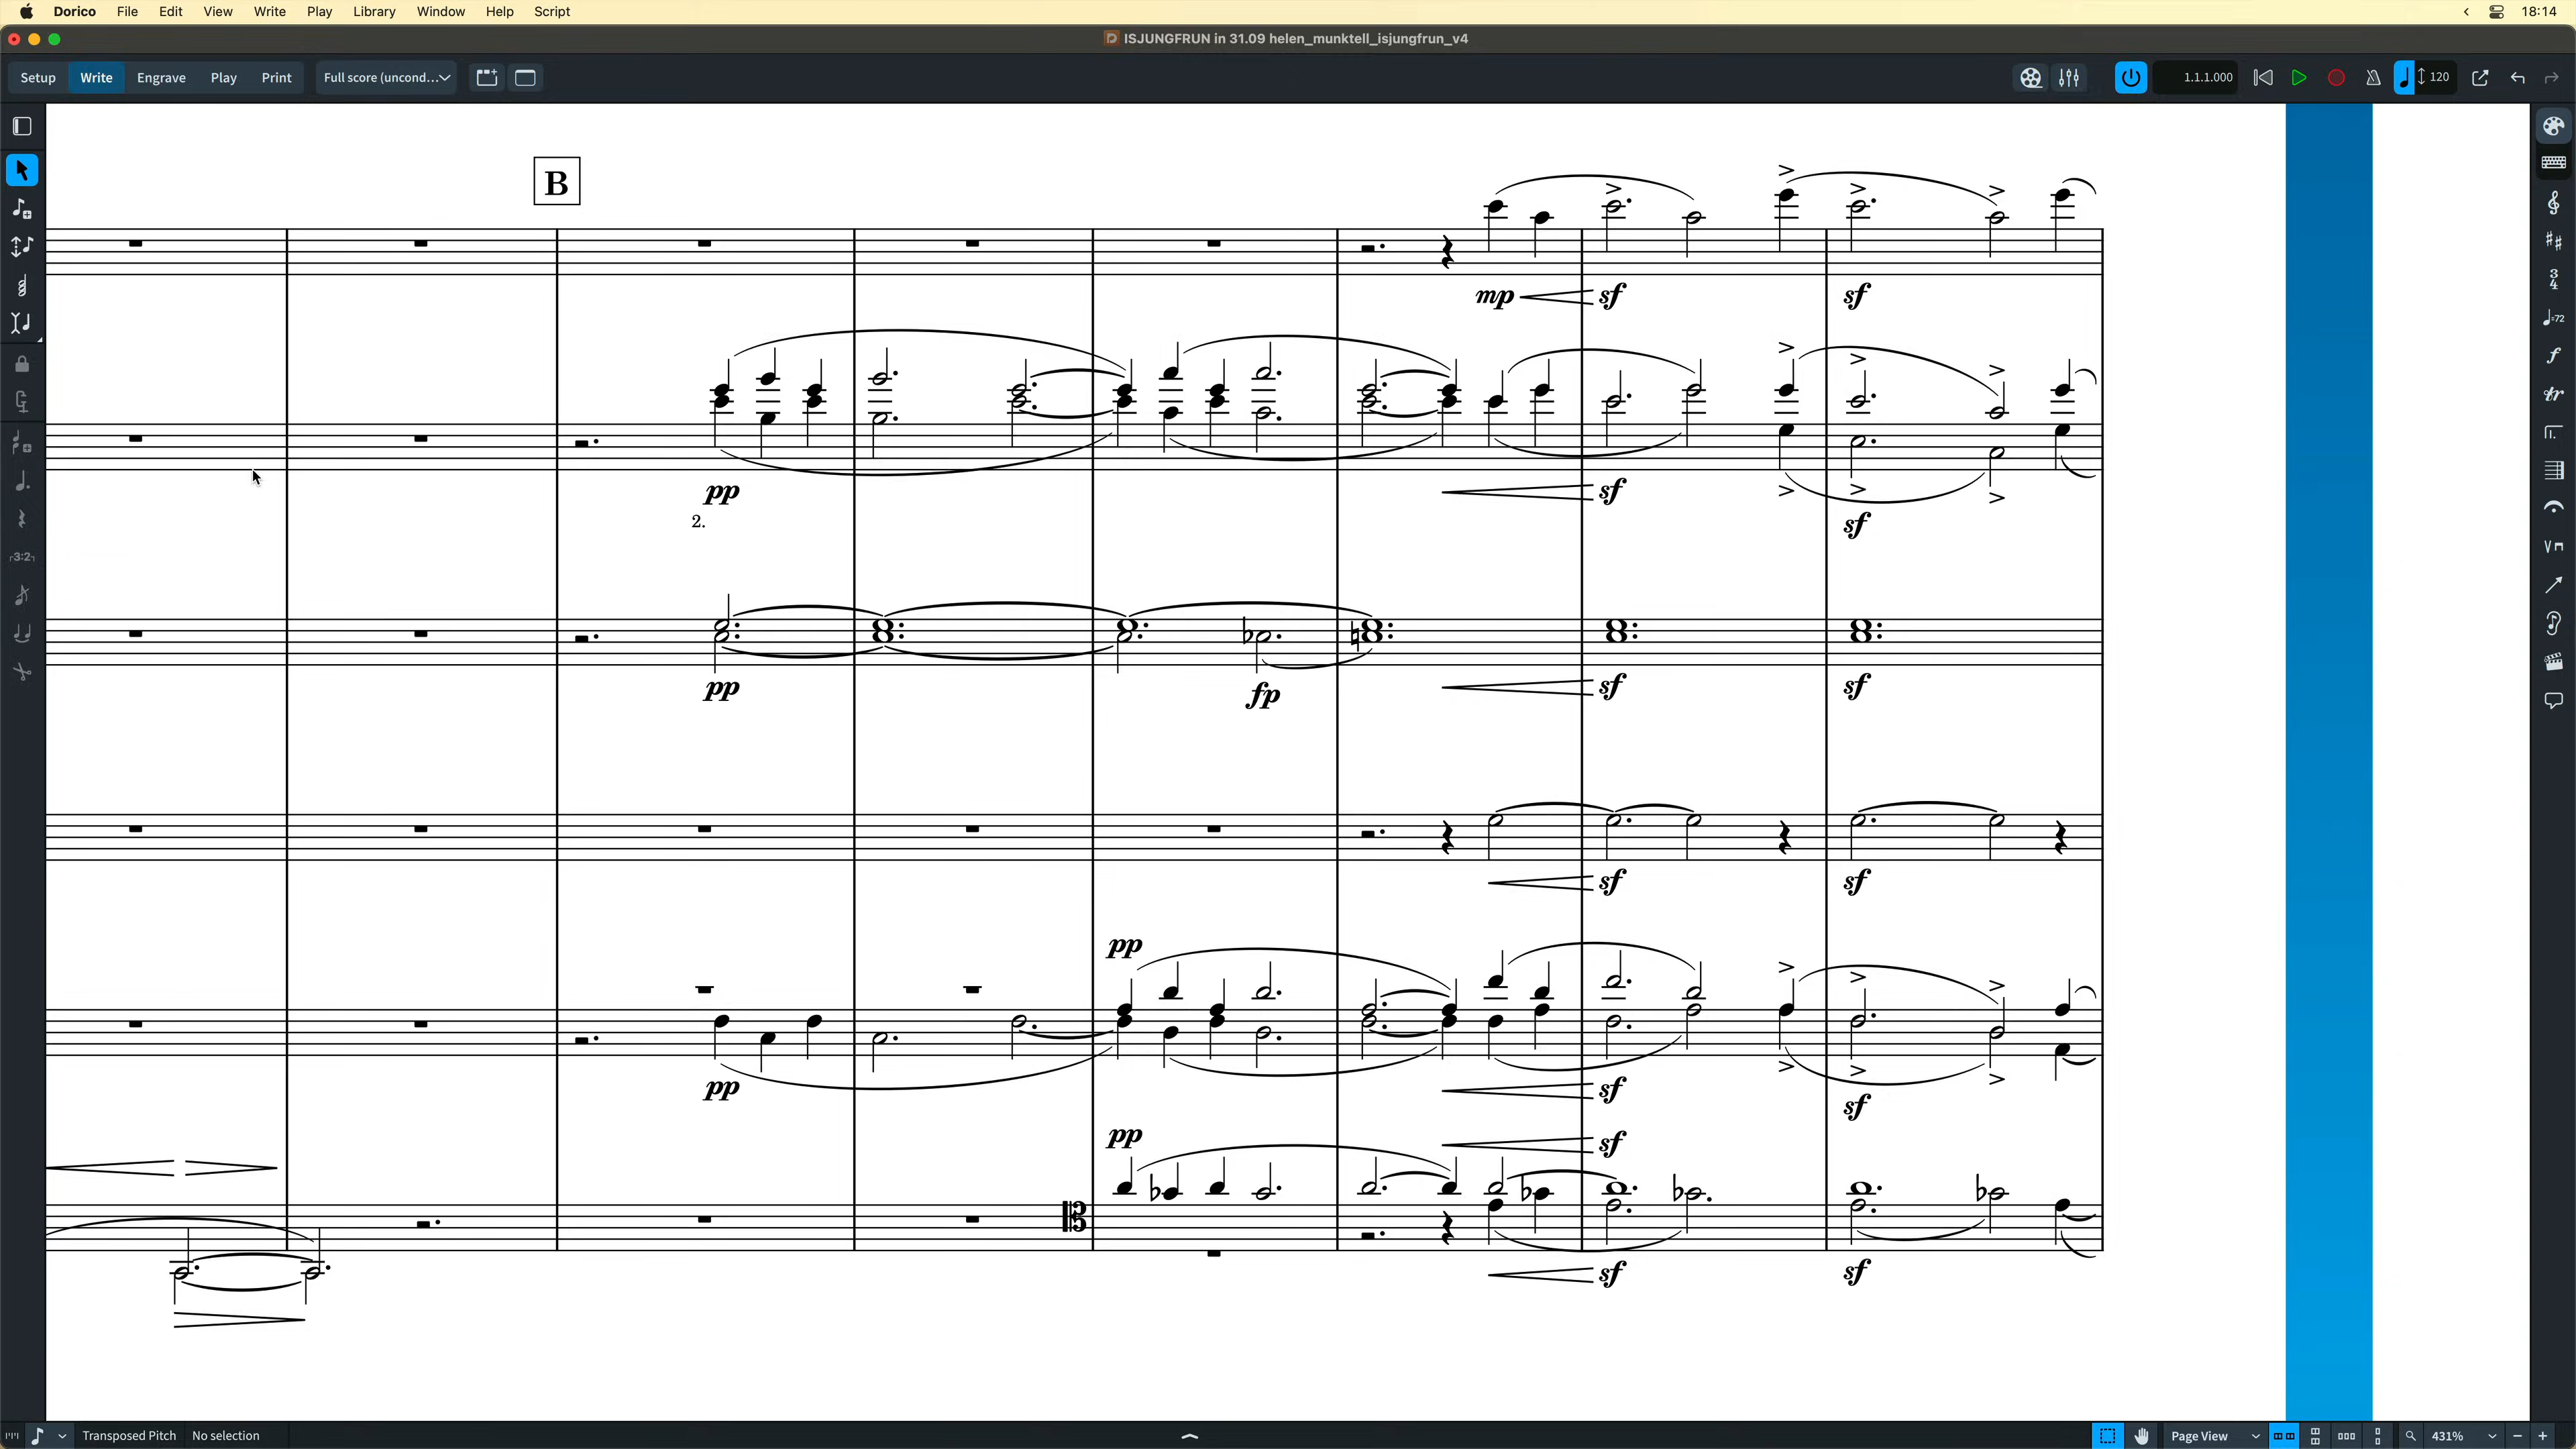 Dorico File Edit View Write Play Library Window Help Script 18:14
ISJUNGFRUN in 31.09 helen_munktell_isjungfrun_v4
Setup Write Engrave Play Print Full score (uncond... 1.1.1.000 120
B
mp sf sf
=72
pp sf
2.
sf
3:2
pp fp sf sf
sf sf
pp
pp sf
sf
pp sf
sf sf
Transposed Pitch No selection Page View 431%